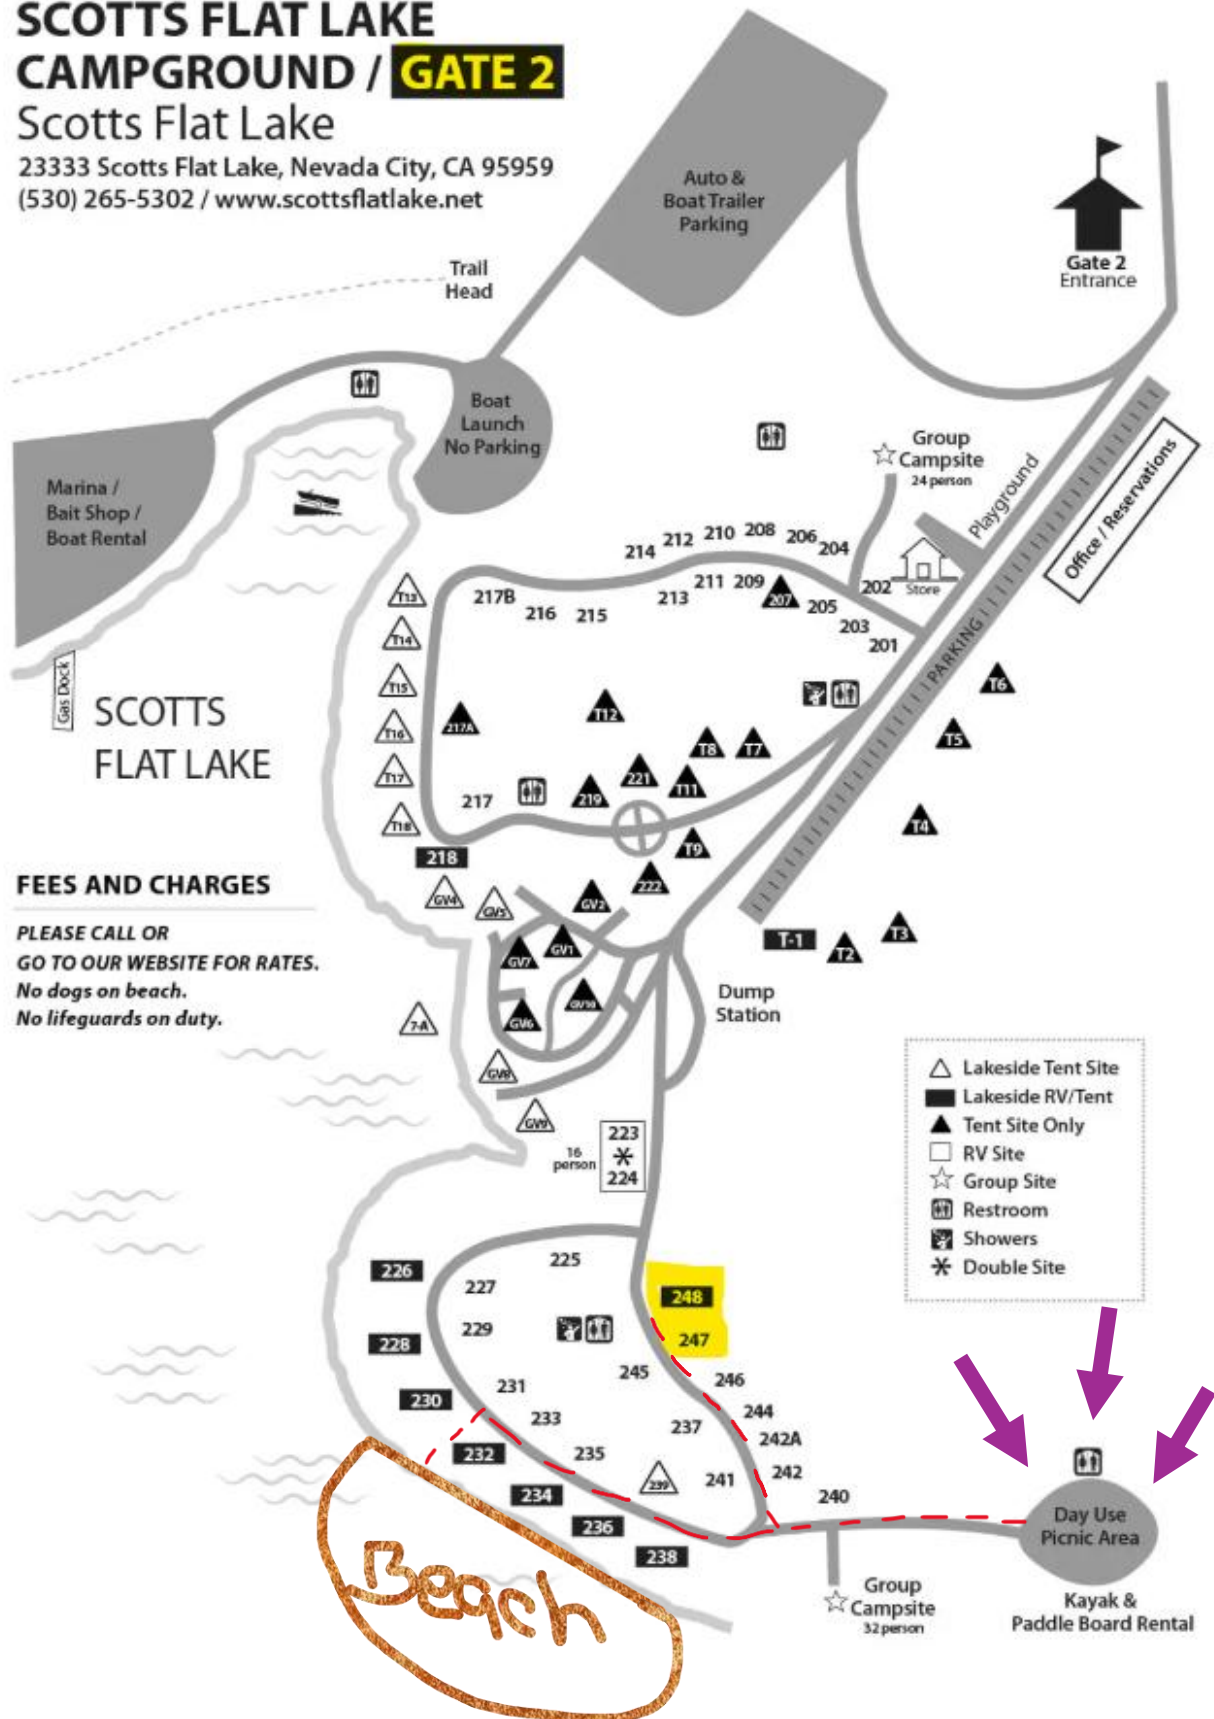 SCOTTS FLAT LAKE
CAMPGROUND / GATE 2
Scotts Flat Lake
23333 Scotts Flat Lake, Nevada City, CA 95959
(530) 265-5302 / www.scottsflatlake.net
Auto &
Boat Trailer
Parking
Gate 2
Entrance
Trail
Head
Boat
Launch
No Parking
Marina /
Bait Shop /
Boat Rental
Gas Dock
SCOTTS
FLAT LAKE
Group
Campsite
24 person
Playground
Office / Reservations
Store
PARKING
214
212
210
208
206
204
202
217B
216
215
213
211
209
207
205
203
201
T13
T14
T15
T16
T17
T18
217A
T12
T8
T7
T6
T5
T4
217
219
221
T11
T9
218
222
GV4
GV5
GV2
GV7
GV1
GV10
GV6
T-1
T2
T3
FEES AND CHARGES
PLEASE CALL OR
GO TO OUR WEBSITE FOR RATES.
No dogs on beach.
No lifeguards on duty.
7-A
GV8
GV9
Dump
Station
16
person
223
224
Lakeside Tent Site
Lakeside RV/Tent
Tent Site Only
RV Site
Group Site
Restroom
Showers
Double Site
225
226
227
228
229
230
231
232
233
234
235
236
237
238
239
240
241
242
242A
244
245
246
247
248
Day Use
Picnic Area
Kayak &
Paddle Board Rental
Group
Campsite
32 person
Beach